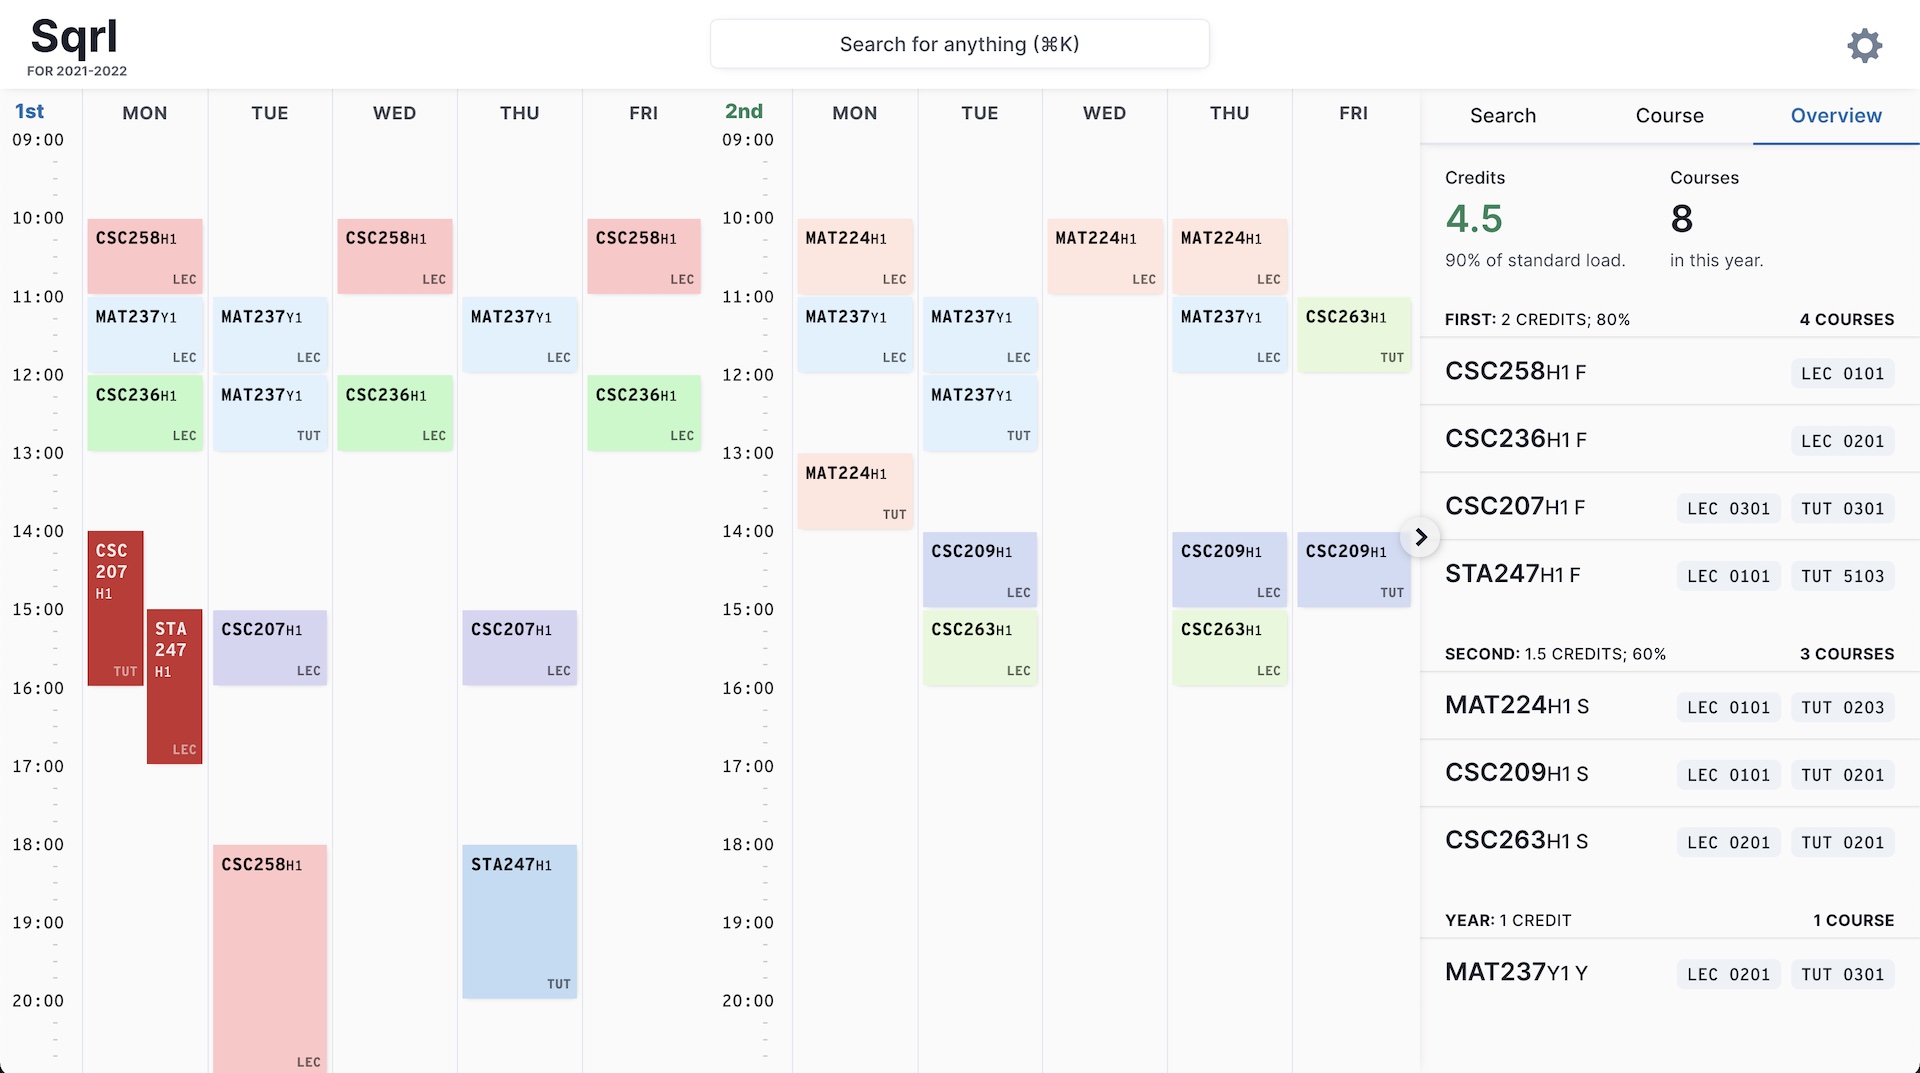 Sqrl
FOR 2021-2022
Search for anything (⌘K)
1st MON TUE WED THU FRI
09:00
10:00
11:00
12:00
13:00
14:00
15:00
16:00
17:00
18:00
19:00
20:00
CSC258H1
LEC
MAT237Y1
LEC
CSC236H1
LEC
CSC
207
H1
TUT
STA
247
H1
LEC
MAT237Y1
LEC
MAT237Y1
TUT
CSC207H1
LEC
CSC258H1
LEC
CSC258H1
LEC
CSC236H1
LEC
MAT237Y1
LEC
CSC207H1
LEC
STA247H1
TUT
CSC258H1
LEC
CSC236H1
LEC
2nd MON TUE WED THU FRI
09:00
10:00
11:00
12:00
13:00
14:00
15:00
16:00
17:00
18:00
19:00
20:00
MAT224H1
LEC
MAT237Y1
LEC
MAT224H1
TUT
MAT237Y1
LEC
MAT237Y1
TUT
CSC209H1
LEC
CSC263H1
LEC
MAT224H1
LEC
MAT224H1
LEC
MAT237Y1
LEC
CSC209H1
LEC
CSC263H1
LEC
CSC263H1
TUT
CSC209H1
TUT
Search Course Overview
Credits
4.5
90% of standard load.
Courses
8
in this year.
FIRST: 2 CREDITS; 80% 4 COURSES
CSC258H1 F LEC 0101
CSC236H1 F LEC 0201
CSC207H1 F LEC 0301 TUT 0301
STA247H1 F LEC 0101 TUT 5103
SECOND: 1.5 CREDITS; 60% 3 COURSES
MAT224H1 S LEC 0101 TUT 0203
CSC209H1 S LEC 0101 TUT 0201
CSC263H1 S LEC 0201 TUT 0201
YEAR: 1 CREDIT 1 COURSE
MAT237Y1 Y LEC 0201 TUT 0301